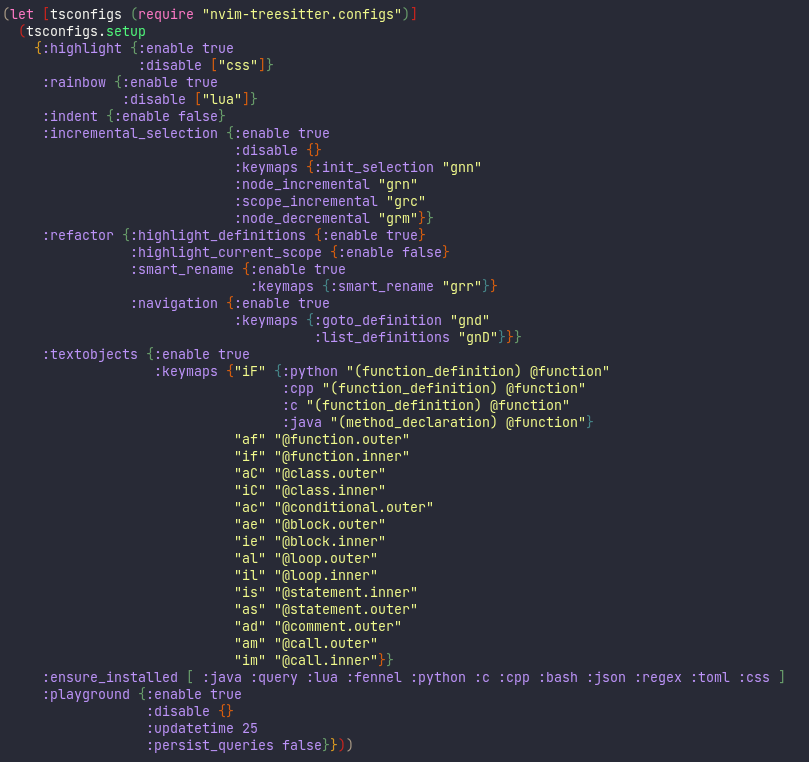 (let [tsconfigs (require "nvim-treesitter.configs")]
  (tsconfigs.setup
    {:highlight {:enable true
                 :disable ["css"]}
     :rainbow {:enable true
               :disable ["lua"]}
     :indent {:enable false}
     :incremental_selection {:enable true
                             :disable {}
                             :keymaps {:init_selection "gnn"
                             :node_incremental "grn"
                             :scope_incremental "grc"
                             :node_decremental "grm"}}
     :refactor {:highlight_definitions {:enable true}
                :highlight_current_scope {:enable false}
                :smart_rename {:enable true
                               :keymaps {:smart_rename "grr"}}
                :navigation {:enable true
                             :keymaps {:goto_definition "gnd"
                                       :list_definitions "gnD"}}}
     :textobjects {:enable true
                   :keymaps {"iF" {:python "(function_definition) @function"
                                   :cpp "(function_definition) @function"
                                   :c "(function_definition) @function"
                                   :java "(method_declaration) @function"}
                             "af" "@function.outer"
                             "if" "@function.inner"
                             "aC" "@class.outer"
                             "iC" "@class.inner"
                             "ac" "@conditional.outer"
                             "ae" "@block.outer"
                             "ie" "@block.inner"
                             "al" "@loop.outer"
                             "il" "@loop.inner"
                             "is" "@statement.inner"
                             "as" "@statement.outer"
                             "ad" "@comment.outer"
                             "am" "@call.outer"
                             "im" "@call.inner"}}
     :ensure_installed [ :java :query :lua :fennel :python :c :cpp :bash :json :regex :toml :css ]
     :playground {:enable true
                  :disable {}
                  :updatetime 25
                  :persist_queries false}}))